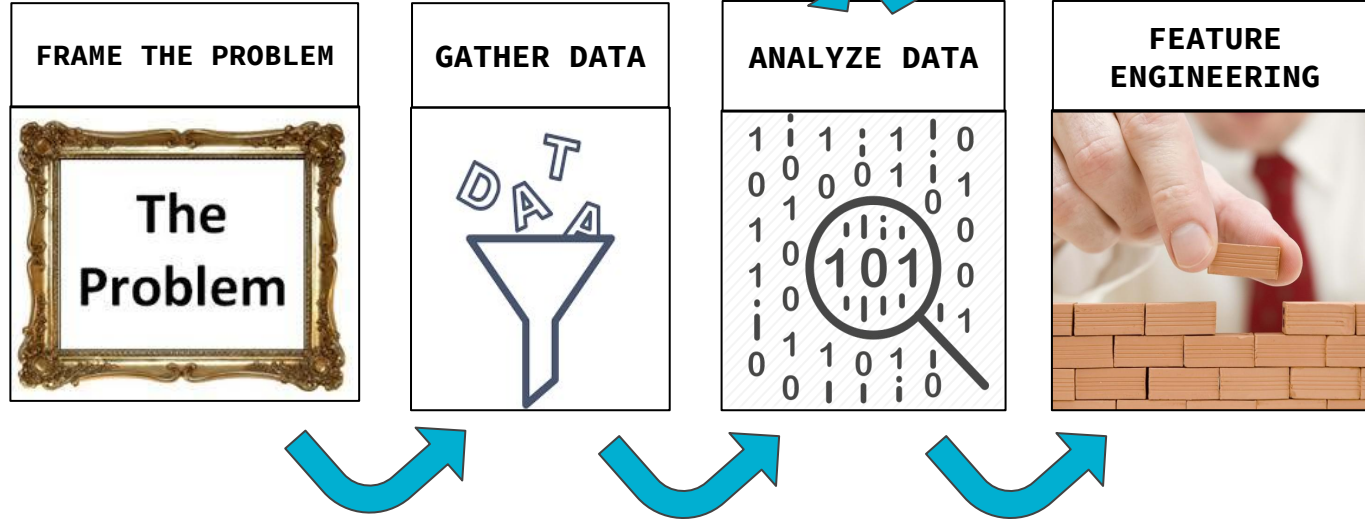 FRAME THE PROBLEM
GATHER DATA
ANALYZE DATA
FEATURE
ENGINEERING
The
Problem
D A T A
101